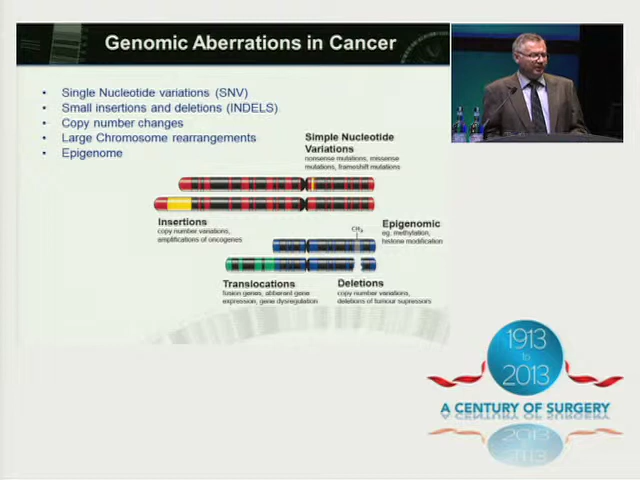 Genomic Aberrations in Cancer
• Single Nucleotide variations (SNV)
• Small insertions and deletions (INDELS)
• Copy number changes
• Large Chromosome rearrangements
• Epigenome
Simple Nucleotide
Variations
nonsense mutations, missense
mutations, frameshift mutations
Insertions
copy number variations,
amplifications of oncogenes
CH₃
Epigenomic
eg. methylation,
histone modification
Translocations
fusion genes, abberant gene
expression, gene dysregulation
Deletions
copy number variations,
deletions of tumour supressors
1913
to
2013
A CENTURY OF SURGERY